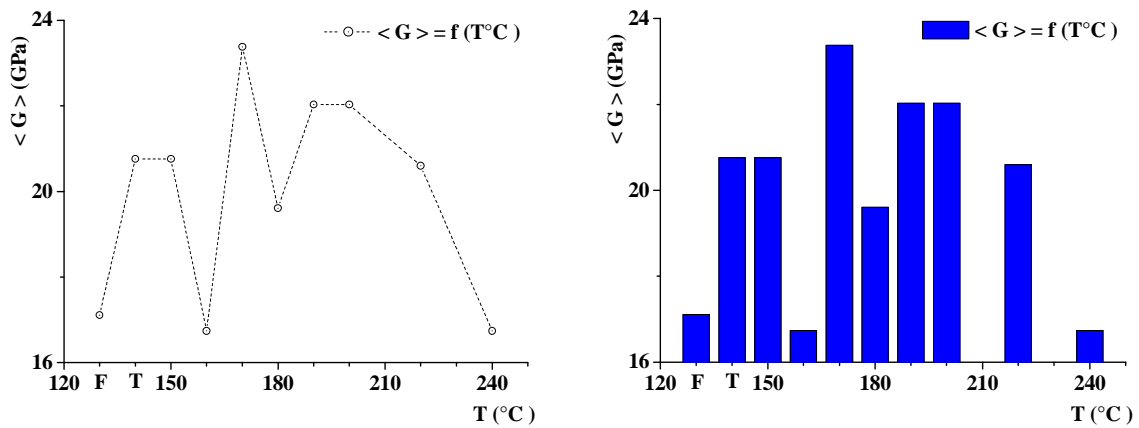 24
< G > = f (T°C )
< G > (GPa)
20
16
120 F T 150 180 210 240
T (°C )
24
< G > = f (T°C )
< G > (GPa)
20
16
120 F T 150 180 210 240
T (°C )